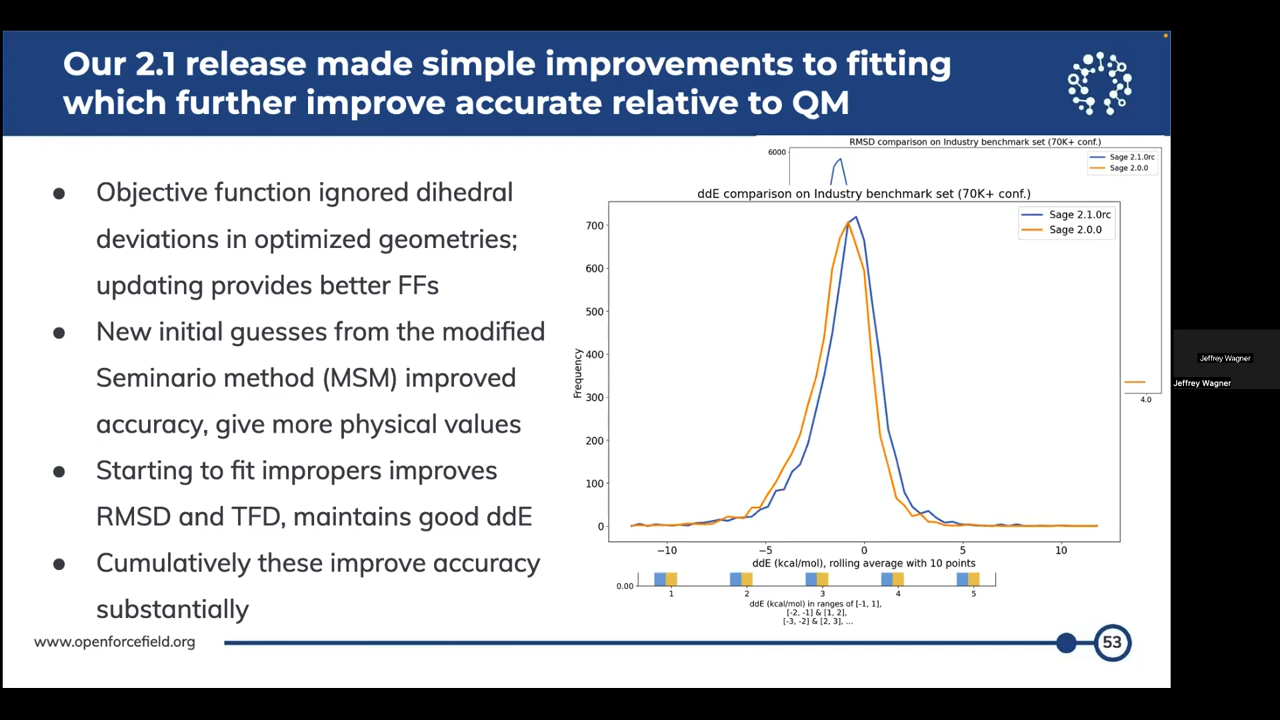 Our 2.1 release made simple improvements to fitting
which further improve accurate relative to QM
● Objective function ignored dihedral
deviations in optimized geometries;
updating provides better FFs
● New initial guesses from the modified
Seminario method (MSM) improved
accuracy, give more physical values
● Starting to fit impropers improves
RMSD and TFD, maintains good ddE
● Cumulatively these improve accuracy
substantially
RMSD comparison on Industry benchmark set (70K+ conf.)
6000
Sage 2.1.0rc
Sage 2.0.0
4.0
ddE comparison on Industry benchmark set (70K+ conf.)
Sage 2.1.0rc
Sage 2.0.0
Frequency
700
600
500
400
300
200
100
0
−10 −5 0 5 10
ddE (kcal/mol), rolling average with 10 points
0.00
1 2 3 4 5
ddE (kcal/mol) in ranges of [-1, 1],
[-2, -1] & [1, 2],
[-3, -2] & [2, 3], ...
www.openforcefield.org
53
Jeffrey Wagner
Jeffrey Wagner